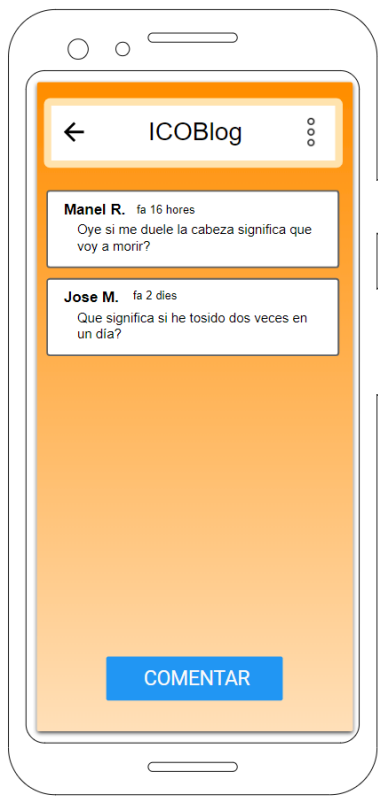 ICOBlog
Manel R. fa 16 hores
Oye si me duele la cabeza significa que
voy a morir?
Jose M. fa 2 dies
Que significa si he tosido dos veces en
un día?
COMENTAR